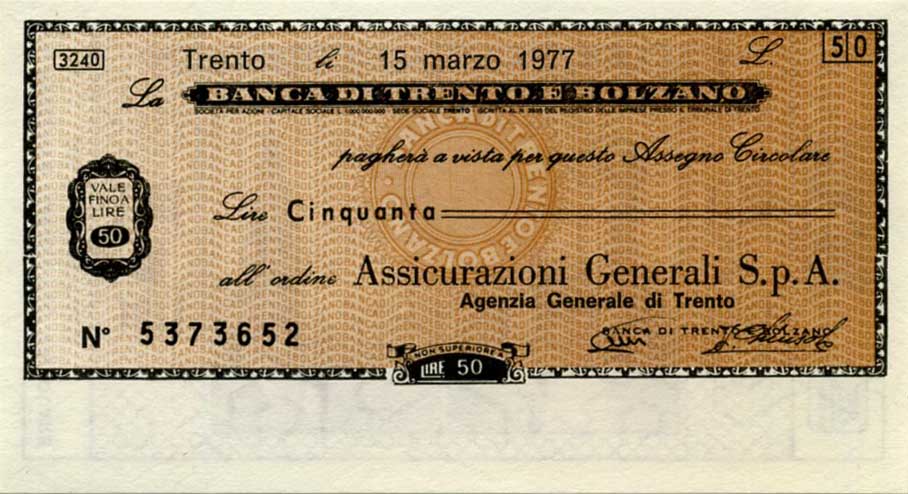 3240 Trento li 15 marzo 1977 L. 50
La BANCA DI TRENTO E BOLZANO
pagherà a vista per questo Assegno Circolare
VALE
FINO A
LIRE
50
Lire Cinquanta
all' ordine Assicurazioni Generali S.p.A.
Agenzia Generale di Trento
N° 5373652
BANCA DI TRENTO E BOLZANO
NON SUPERIORE A
LIRE 50